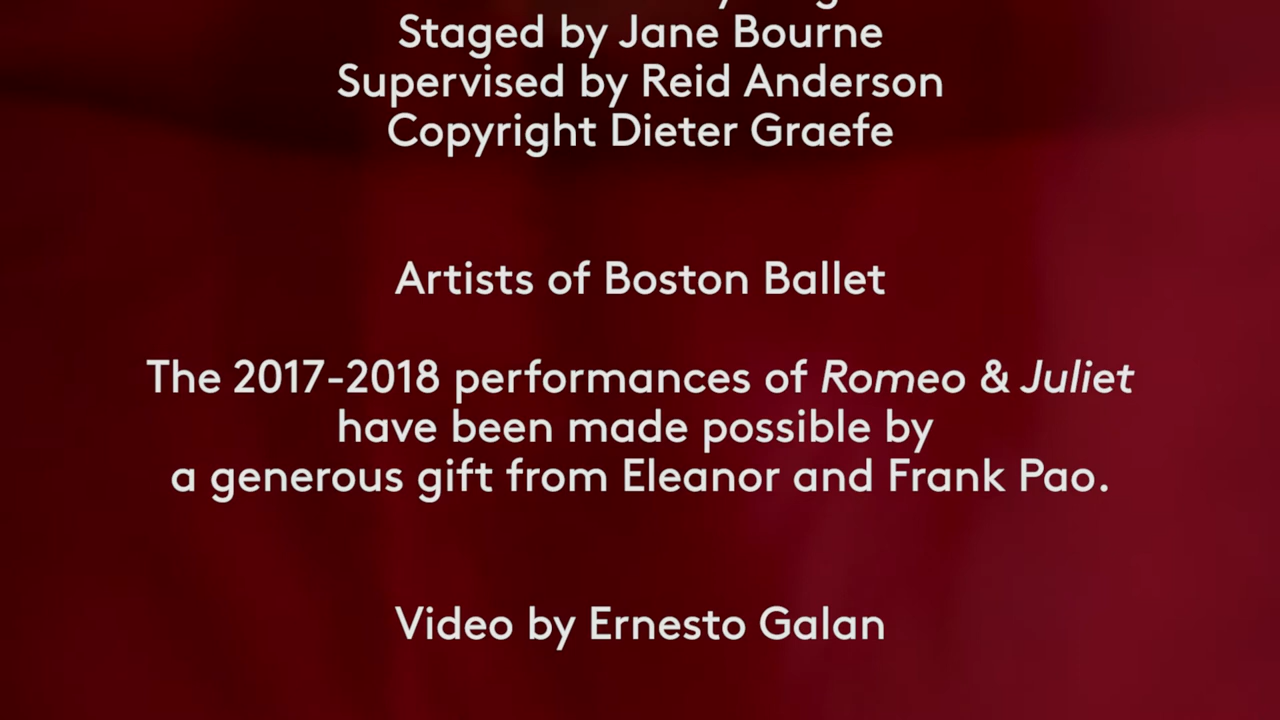 Staged by Jane Bourne
Supervised by Reid Anderson
Copyright Dieter Graefe
Artists of Boston Ballet
The 2017-2018 performances of Romeo & Juliet
have been made possible by
a generous gift from Eleanor and Frank Pao.
Video by Ernesto Galan